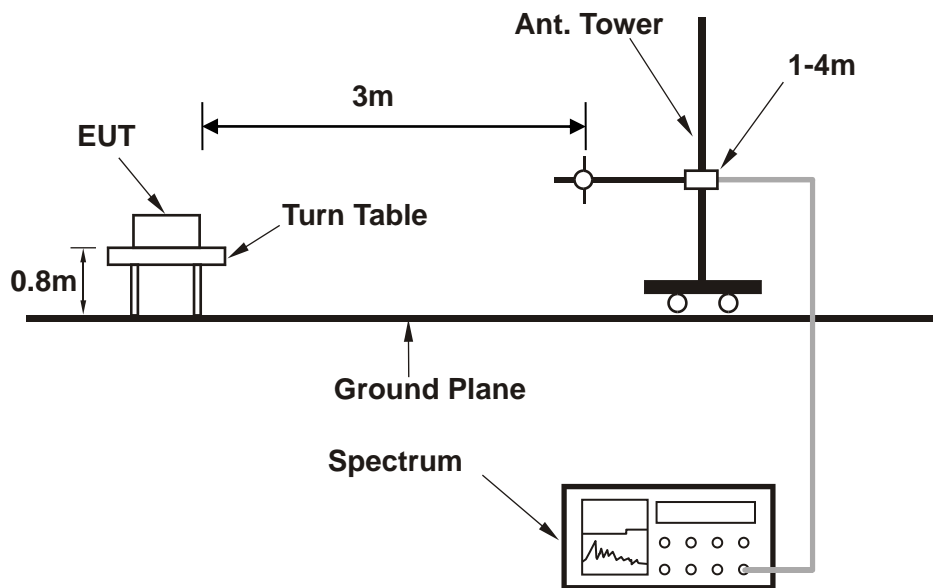 Ant. Tower
1-4m
3m
EUT
Turn Table
0.8m
Ground Plane
Spectrum